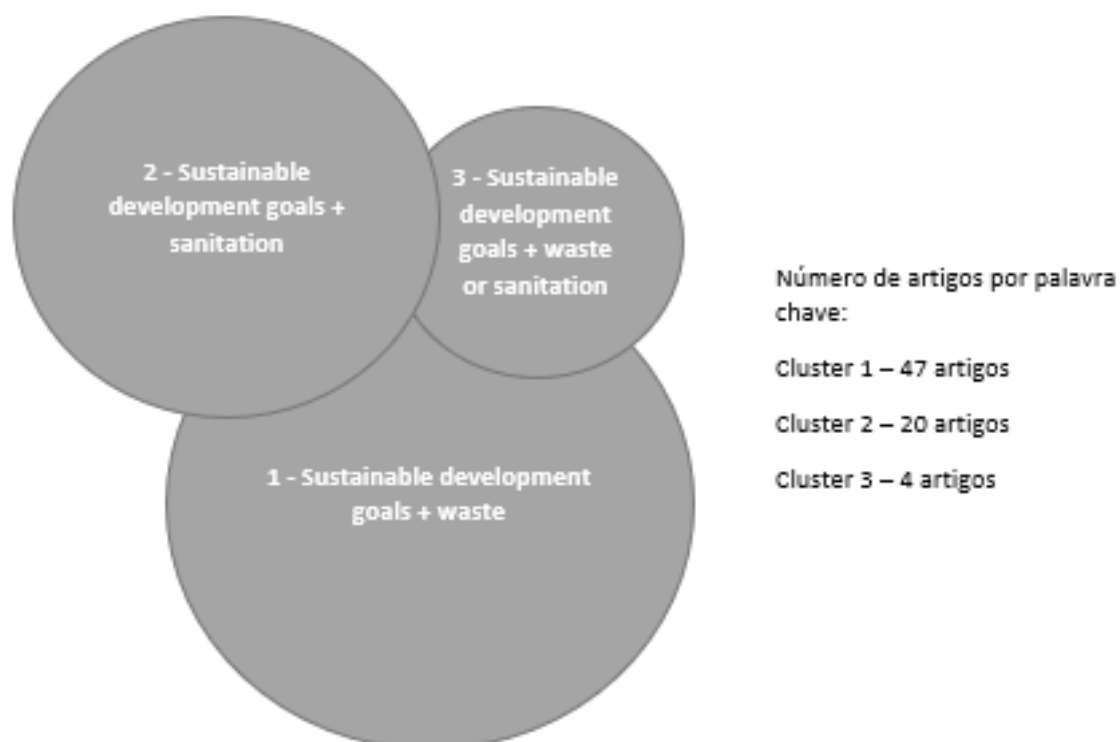 2 - Sustainable
development goals +
sanitation
3 - Sustainable
development
goals + waste
or sanitation
1 - Sustainable development
goals + waste
Número de artigos por palavra
chave:
Cluster 1 – 47 artigos
Cluster 2 – 20 artigos
Cluster 3 – 4 artigos